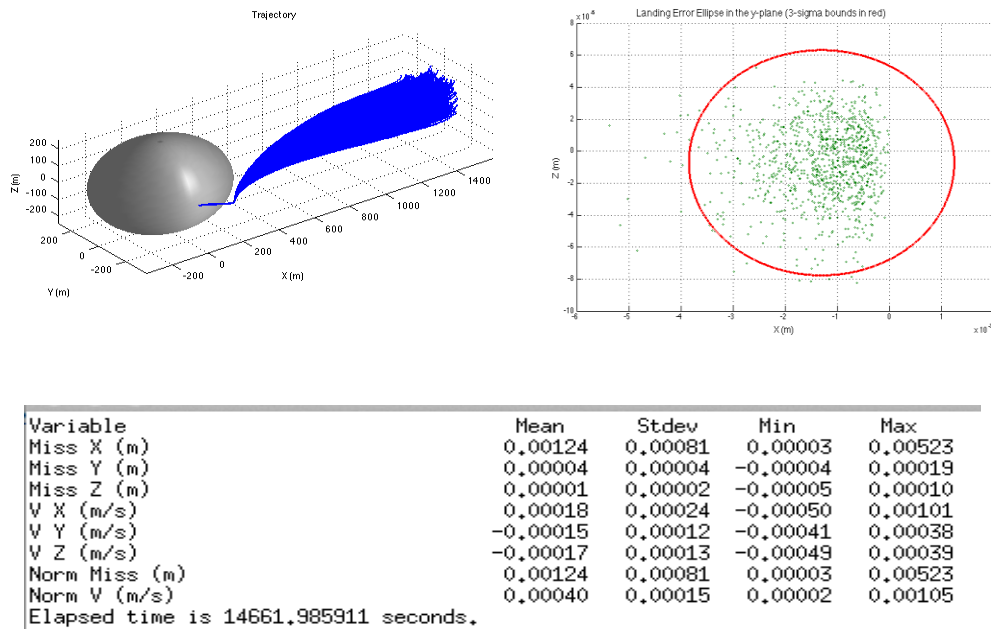 Trajectory
200
100
0
-100
-200
Z (m)
200
0
-200
Y (m)
-200
0
200
400
600
800
1000
1200
1400
X (m)
Landing Error Ellipse in the y-plane (3-sigma bounds in red)
8
6
4
2
0
-2
-4
-6
-8
-10
Z (m)
-6
-5
-4
-3
-2
-1
0
1
X (m)
Variable Mean Stdev Min Max
Miss X (m) 0.00124 0.00081 0.00003 0.00523
Miss Y (m) 0.00004 0.00004 -0.00004 0.00019
Miss Z (m) 0.00001 0.00002 -0.00005 0.00010
V X (m/s) 0.00018 0.00024 -0.00050 0.00101
V Y (m/s) -0.00015 0.00012 -0.00041 0.00038
V Z (m/s) -0.00017 0.00013 -0.00049 0.00039
Norm Miss (m) 0.00124 0.00081 0.00003 0.00523
Norm V (m/s) 0.00040 0.00015 0.00002 0.00105
Elapsed time is 14661.985911 seconds.